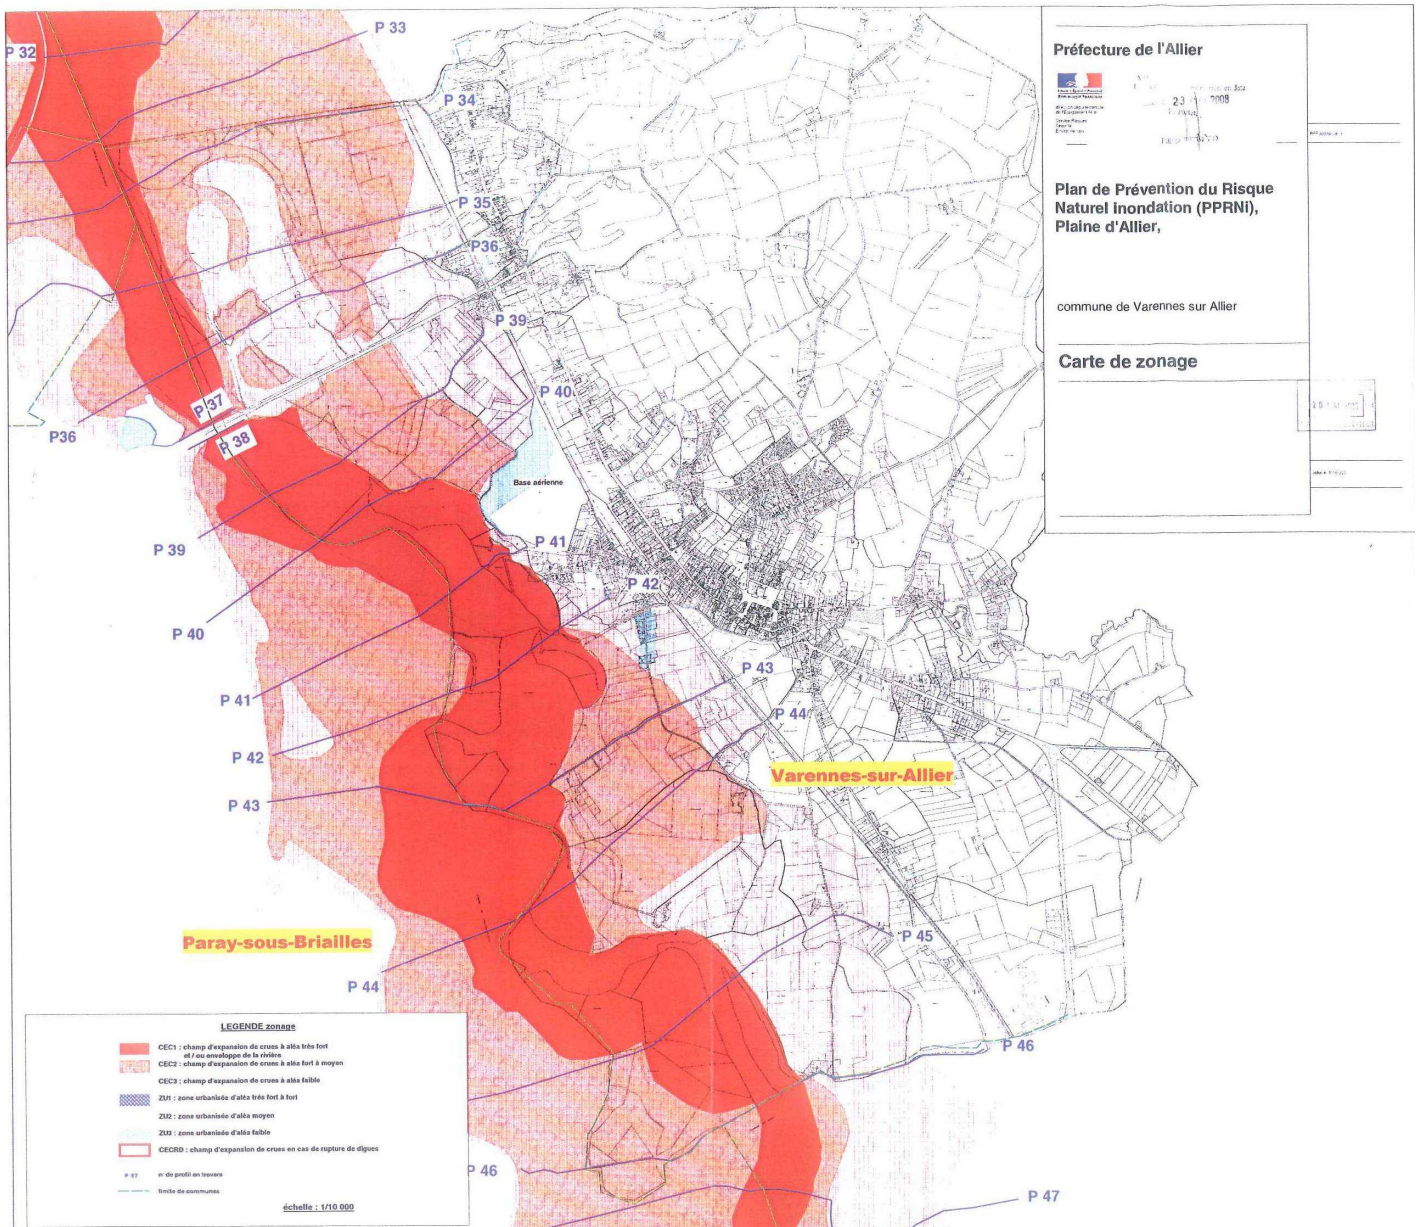 P 32
P 33
P 34
P 35
P36
P 39
P 37
P 38
P36
P 40
Base aérienne
P 39
P 41
P 42
P 40
P 43
P 41
P 44
P 42
Varennes-sur-Allier
P 43
P 45
Paray-sous-Briailles
P 44
P 46
P 46
P 47
Préfecture de l'Allier
23
2008
Plan de Prévention du Risque
Naturel inondation (PPRNi),
Plaine d'Allier,
commune de Varennes sur Allier
Carte de zonage
LEGENDE zonage
CEC1 : champ d'expansion de crues à aléa très fort
et / ou enveloppe de la rivière
CEC2 : champ d'expansion de crues à aléa fort à moyen
CEC3 : champ d'expansion de crues à aléa faible
ZU1 : zone urbanisée d'aléa très fort à fort
ZU2 : zone urbanisée d'aléa moyen
ZU3 : zone urbanisée d'aléa faible
CECRD : champ d'expansion de crues en cas de rupture de digues
n° de profil en travers
limite de communes
échelle : 1/10 000